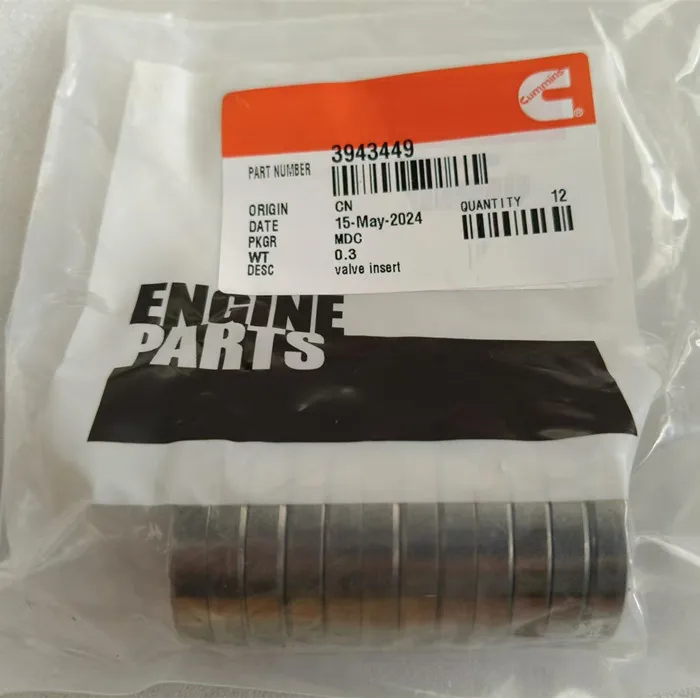 Cummins
®
PART NUMBER 3943449
ORIGIN CN
DATE 15-May-2024
PKGR MDC
WT 0.3
DESC valve insert
QUANTITY 12
ENGINE
PARTS